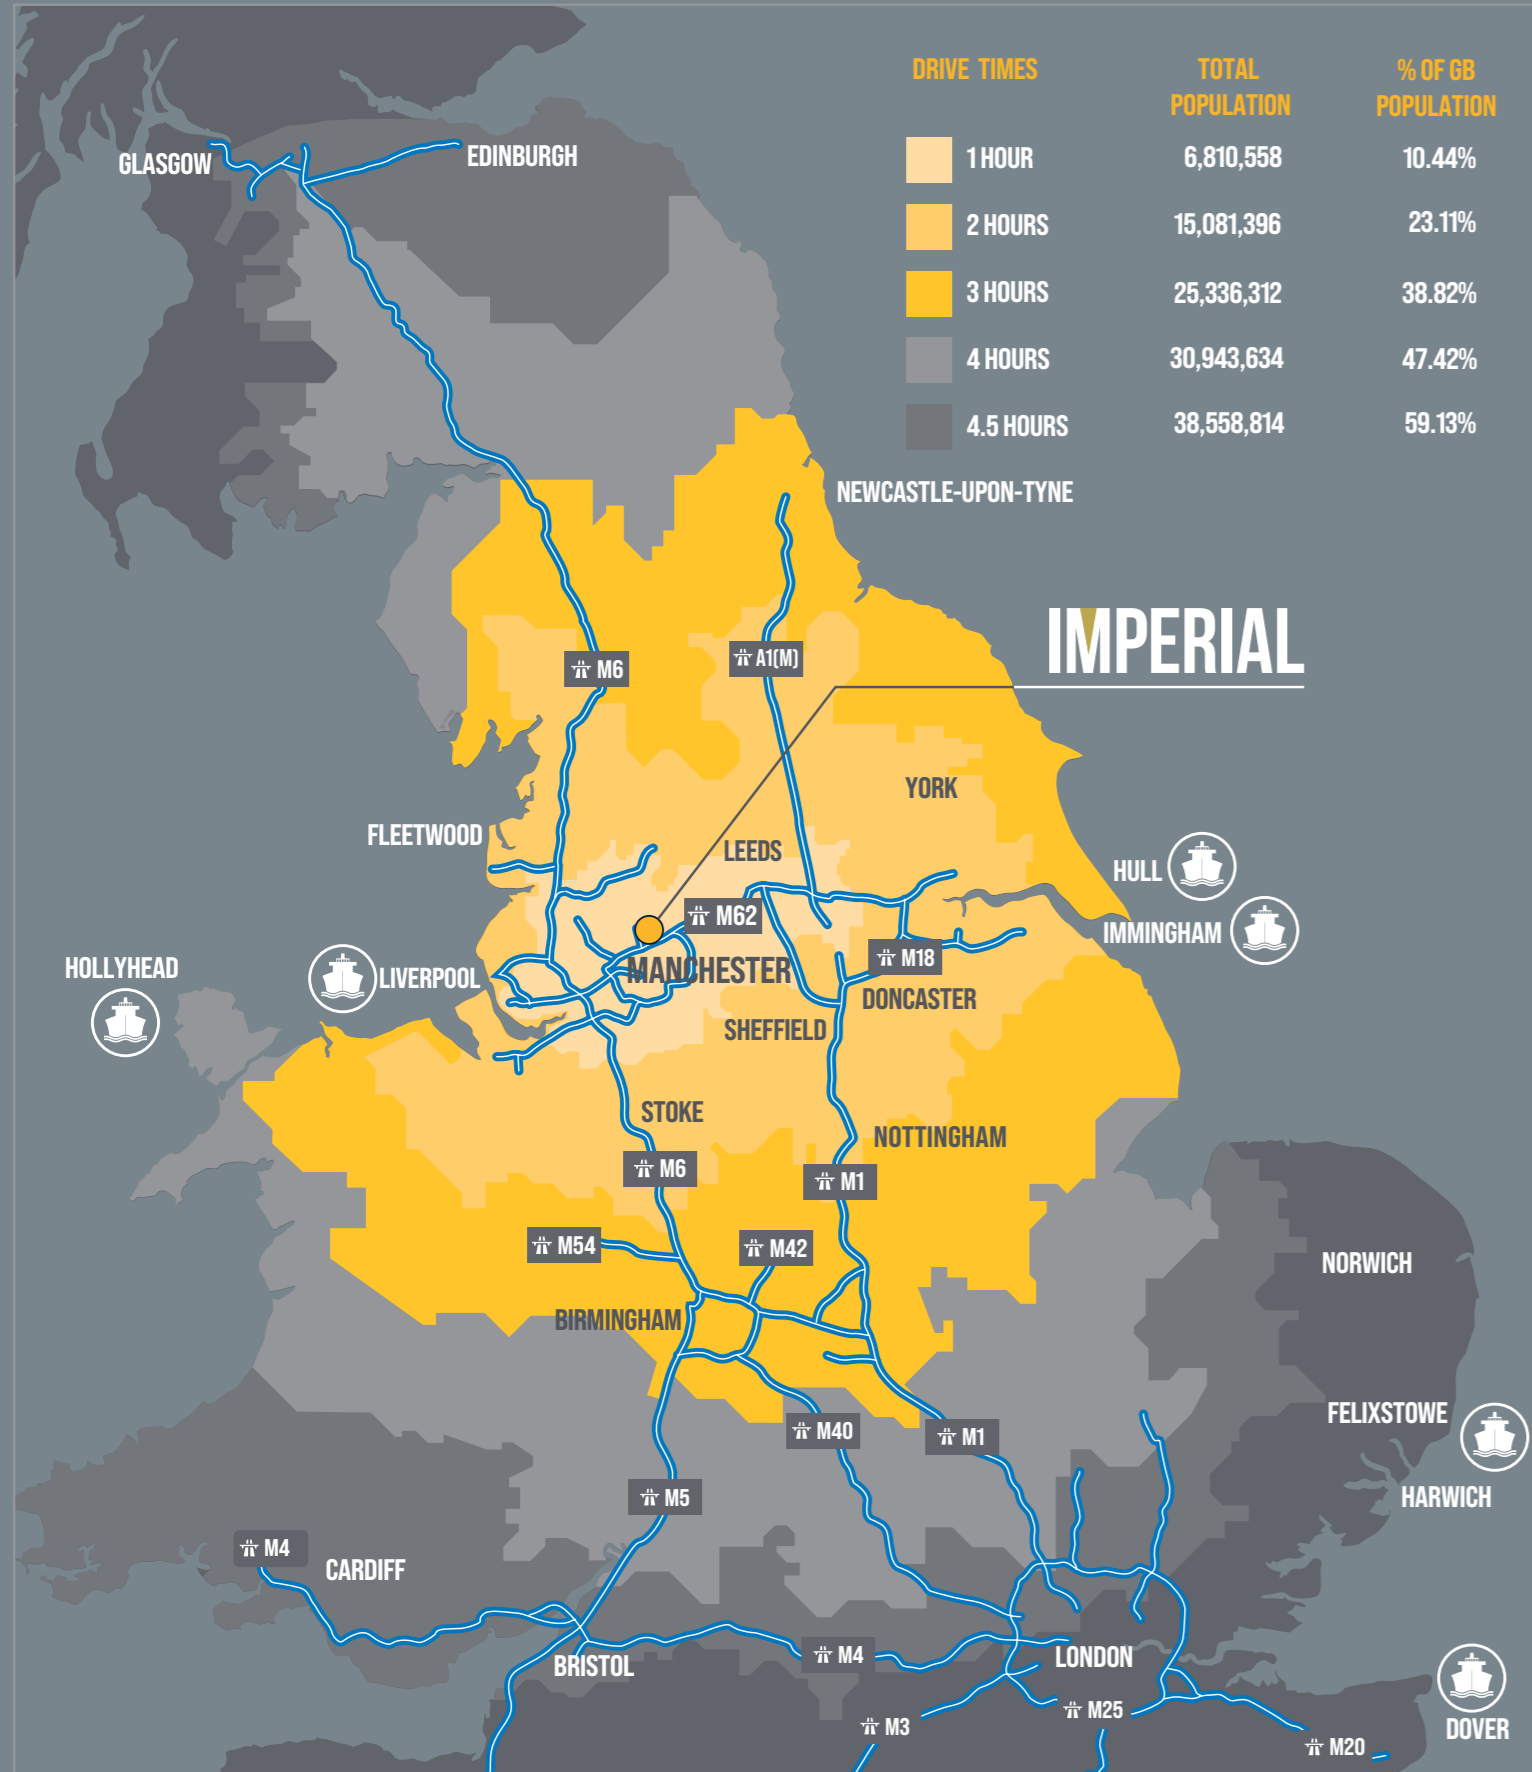 DRIVE TIMES TOTAL POPULATION % OF GB POPULATION
1 HOUR 6,810,558 10.44%
2 HOURS 15,081,396 23.11%
3 HOURS 25,336,312 38.82%
4 HOURS 30,943,634 47.42%
4.5 HOURS 38,558,814 59.13%
GLASGOW
EDINBURGH
NEWCASTLE-UPON-TYNE
IMPERIAL
M6
A1(M)
YORK
FLEETWOOD
LEEDS
HULL
M62
IMMINGHAM
M18
HOLLYHEAD
LIVERPOOL
MANCHESTER
DONCASTER
SHEFFIELD
STOKE
NOTTINGHAM
M6
M1
M54
M42
NORWICH
BIRMINGHAM
FELIXSTOWE
M40
M1
M5
HARWICH
M4
CARDIFF
BRISTOL
M4
LONDON
M25
M3
DOVER
M20